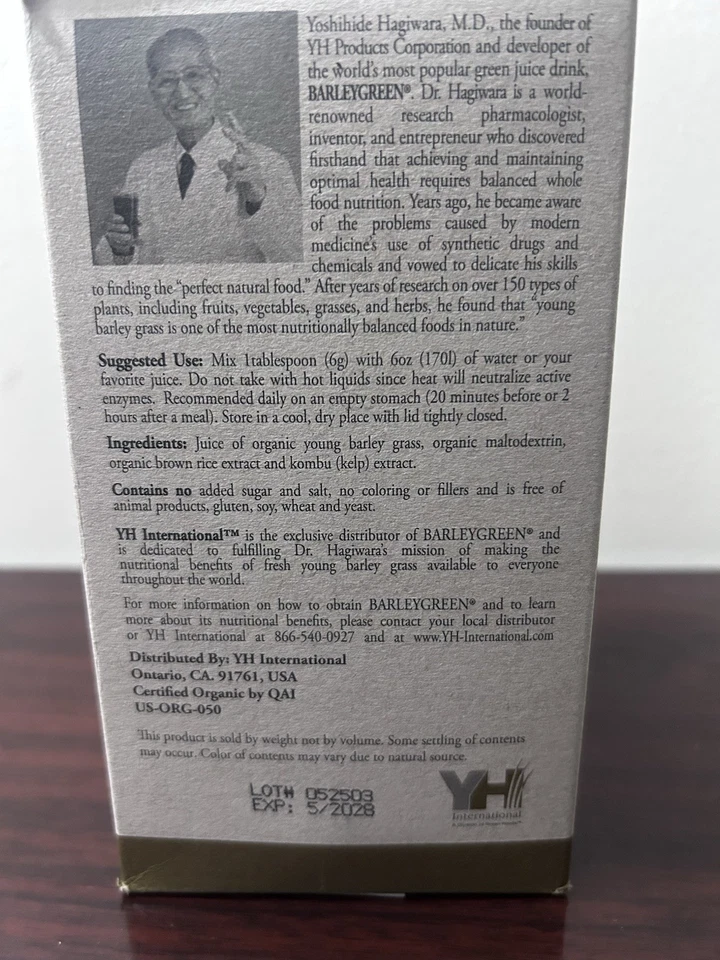 Yoshihide Hagiwara, M.D., the founder of
YH Products Corporation and developer of
the world's most popular green juice drink,
BARLEYGREEN®. Dr. Hagiwara is a world-
renowned research pharmacologist,
inventor, and entrepreneur who discovered
firsthand that achieving and maintaining
optimal health requires balanced whole
food nutrition. Years ago, he became aware
of the problems caused by modern
medicine's use of synthetic drugs and
chemicals and vowed to delicate his skills
to finding the "perfect natural food." After years of research on over 150 types of
plants, including fruits, vegetables, grasses, and herbs, he found that "young
barley grass is one of the most nutritionally balanced foods in nature."
Suggested Use: Mix 1tablespoon (6g) with 6oz (170l) of water or your
favorite juice. Do not take with hot liquids since heat will neutralize active
enzymes. Recommended daily on an empty stomach (20 minutes before or 2
hours after a meal). Store in a cool, dry place with lid tightly closed.
Ingredients: Juice of organic young barley grass, organic maltodextrin,
organic brown rice extract and kombu (kelp) extract.
Contains no added sugar and salt, no coloring or fillers and is free of
animal products, gluten, soy, wheat and yeast.
YH International™ is the exclusive distributor of BARLEYGREEN® and
is dedicated to fulfilling Dr. Hagiwara's mission of making the
nutritional benefits of fresh young barley grass available to everyone
throughout the world.
For more information on how to obtain BARLEYGREEN® and to learn
more about its nutritional benefits, please contact your local distributor
or YH International at 866-540-0927 and at www.YH-International.com
Distributed By: YH International
Ontario, CA. 91761, USA
Certified Organic by QAI
US-ORG-050
This product is sold by weight not by volume. Some settling of contents
may occur. Color of contents may vary due to natural source.
LOT# 052503
EXP: 5/2028
YH
International